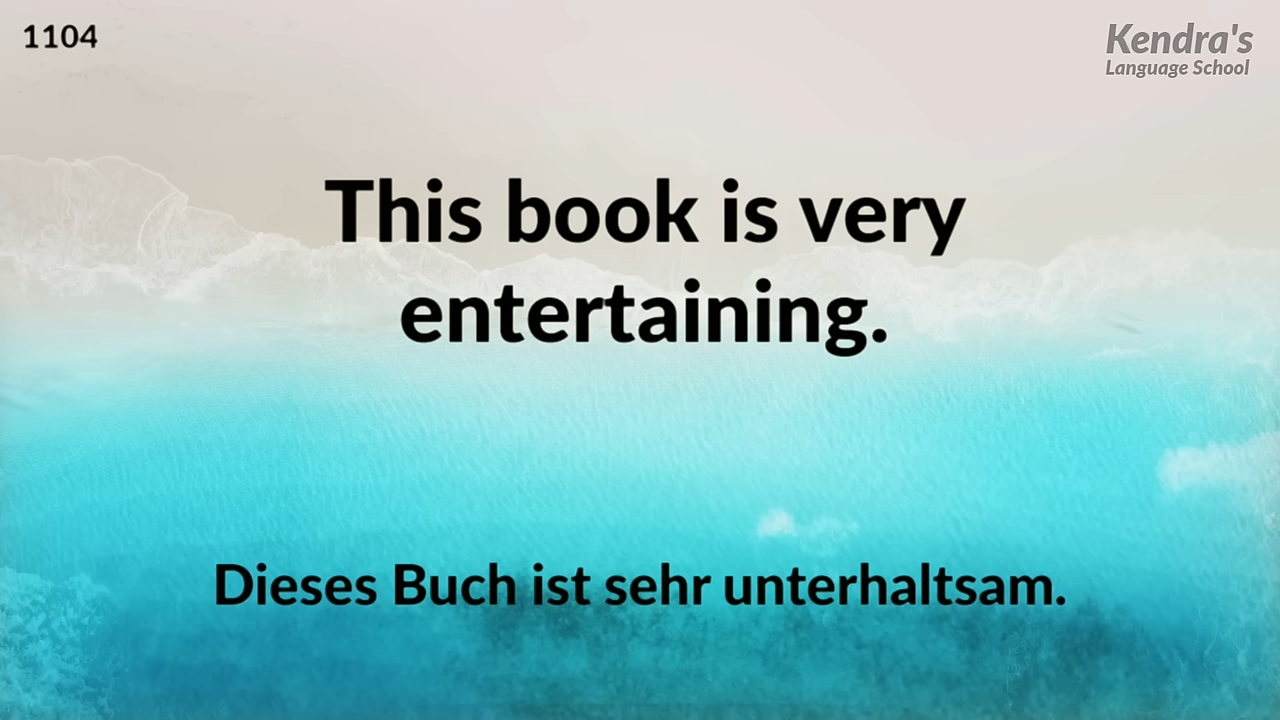 1104
Kendra's
Language School
This book is very
entertaining.
Dieses Buch ist sehr unterhaltsam.